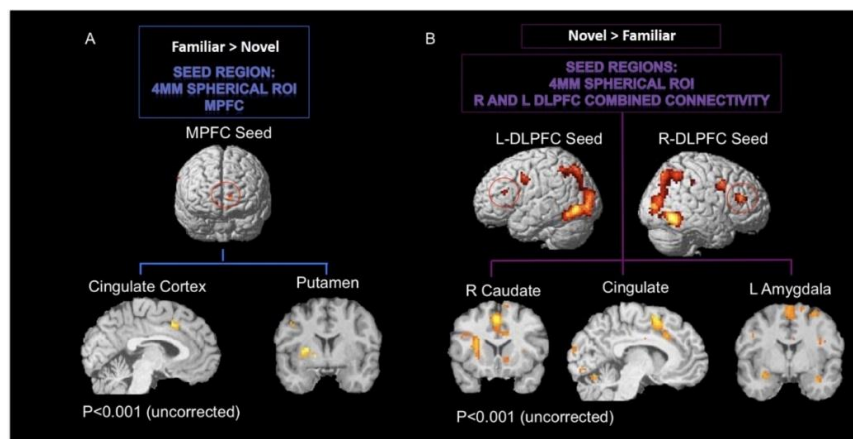 A
Familiar > Novel
SEED REGION:
4MM SPHERICAL ROI
MPFC
MPFC Seed
Cingulate Cortex
Putamen
P<0.001 (uncorrected)
B
Novel > Familiar
SEED REGIONS:
4MM SPHERICAL ROI
R AND L DLPFC COMBINED CONNECTIVITY
L-DLPFC Seed
R-DLPFC Seed
R Caudate
Cingulate
L Amygdala
P<0.001 (uncorrected)